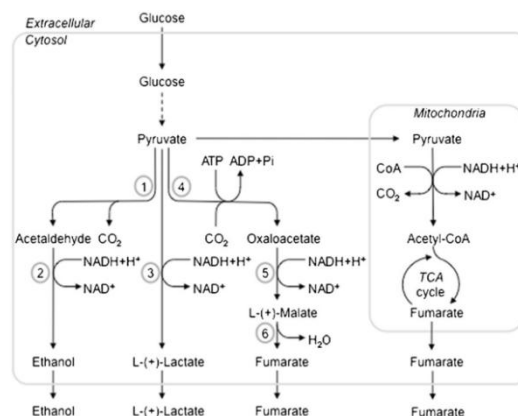 Extracellular
Glucose
Cytosol
Glucose
Mitochondria
Pyruvate
Pyruvate
ATP ADP+Pi
CoA NADH+H⁺
1 4
CO₂ NAD⁺
Acetaldehyde CO₂ CO₂ Oxaloacetate
Acetyl-CoA
2 NADH+H⁺ 3 NADH+H⁺ 5 NADH+H⁺
NAD⁺ NAD⁺ NAD⁺
TCA
cycle
L-(+)-Malate
Fumarate
6 H₂O
Ethanol L-(+)-Lactate Fumarate Fumarate
Ethanol L-(+)-Lactate Fumarate Fumarate